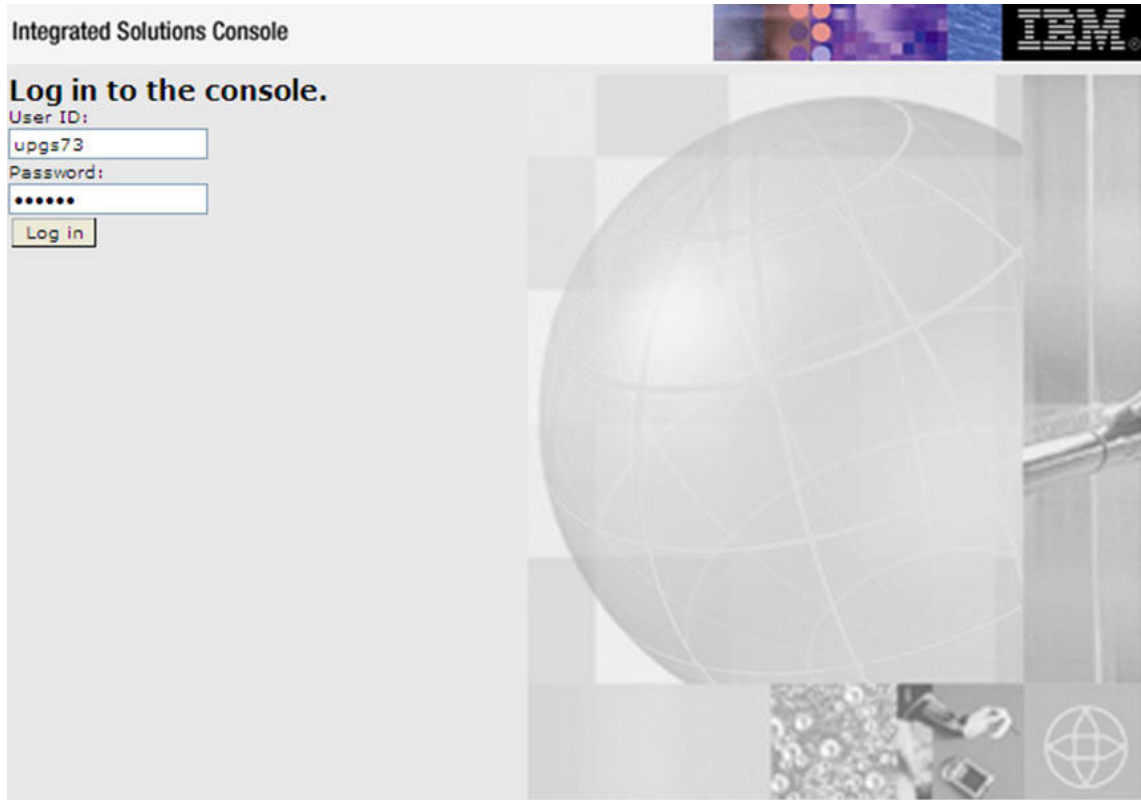 Integrated Solutions Console
IBM®
Log in to the console.
User ID:
upgs73
Password:
••••••
Log in